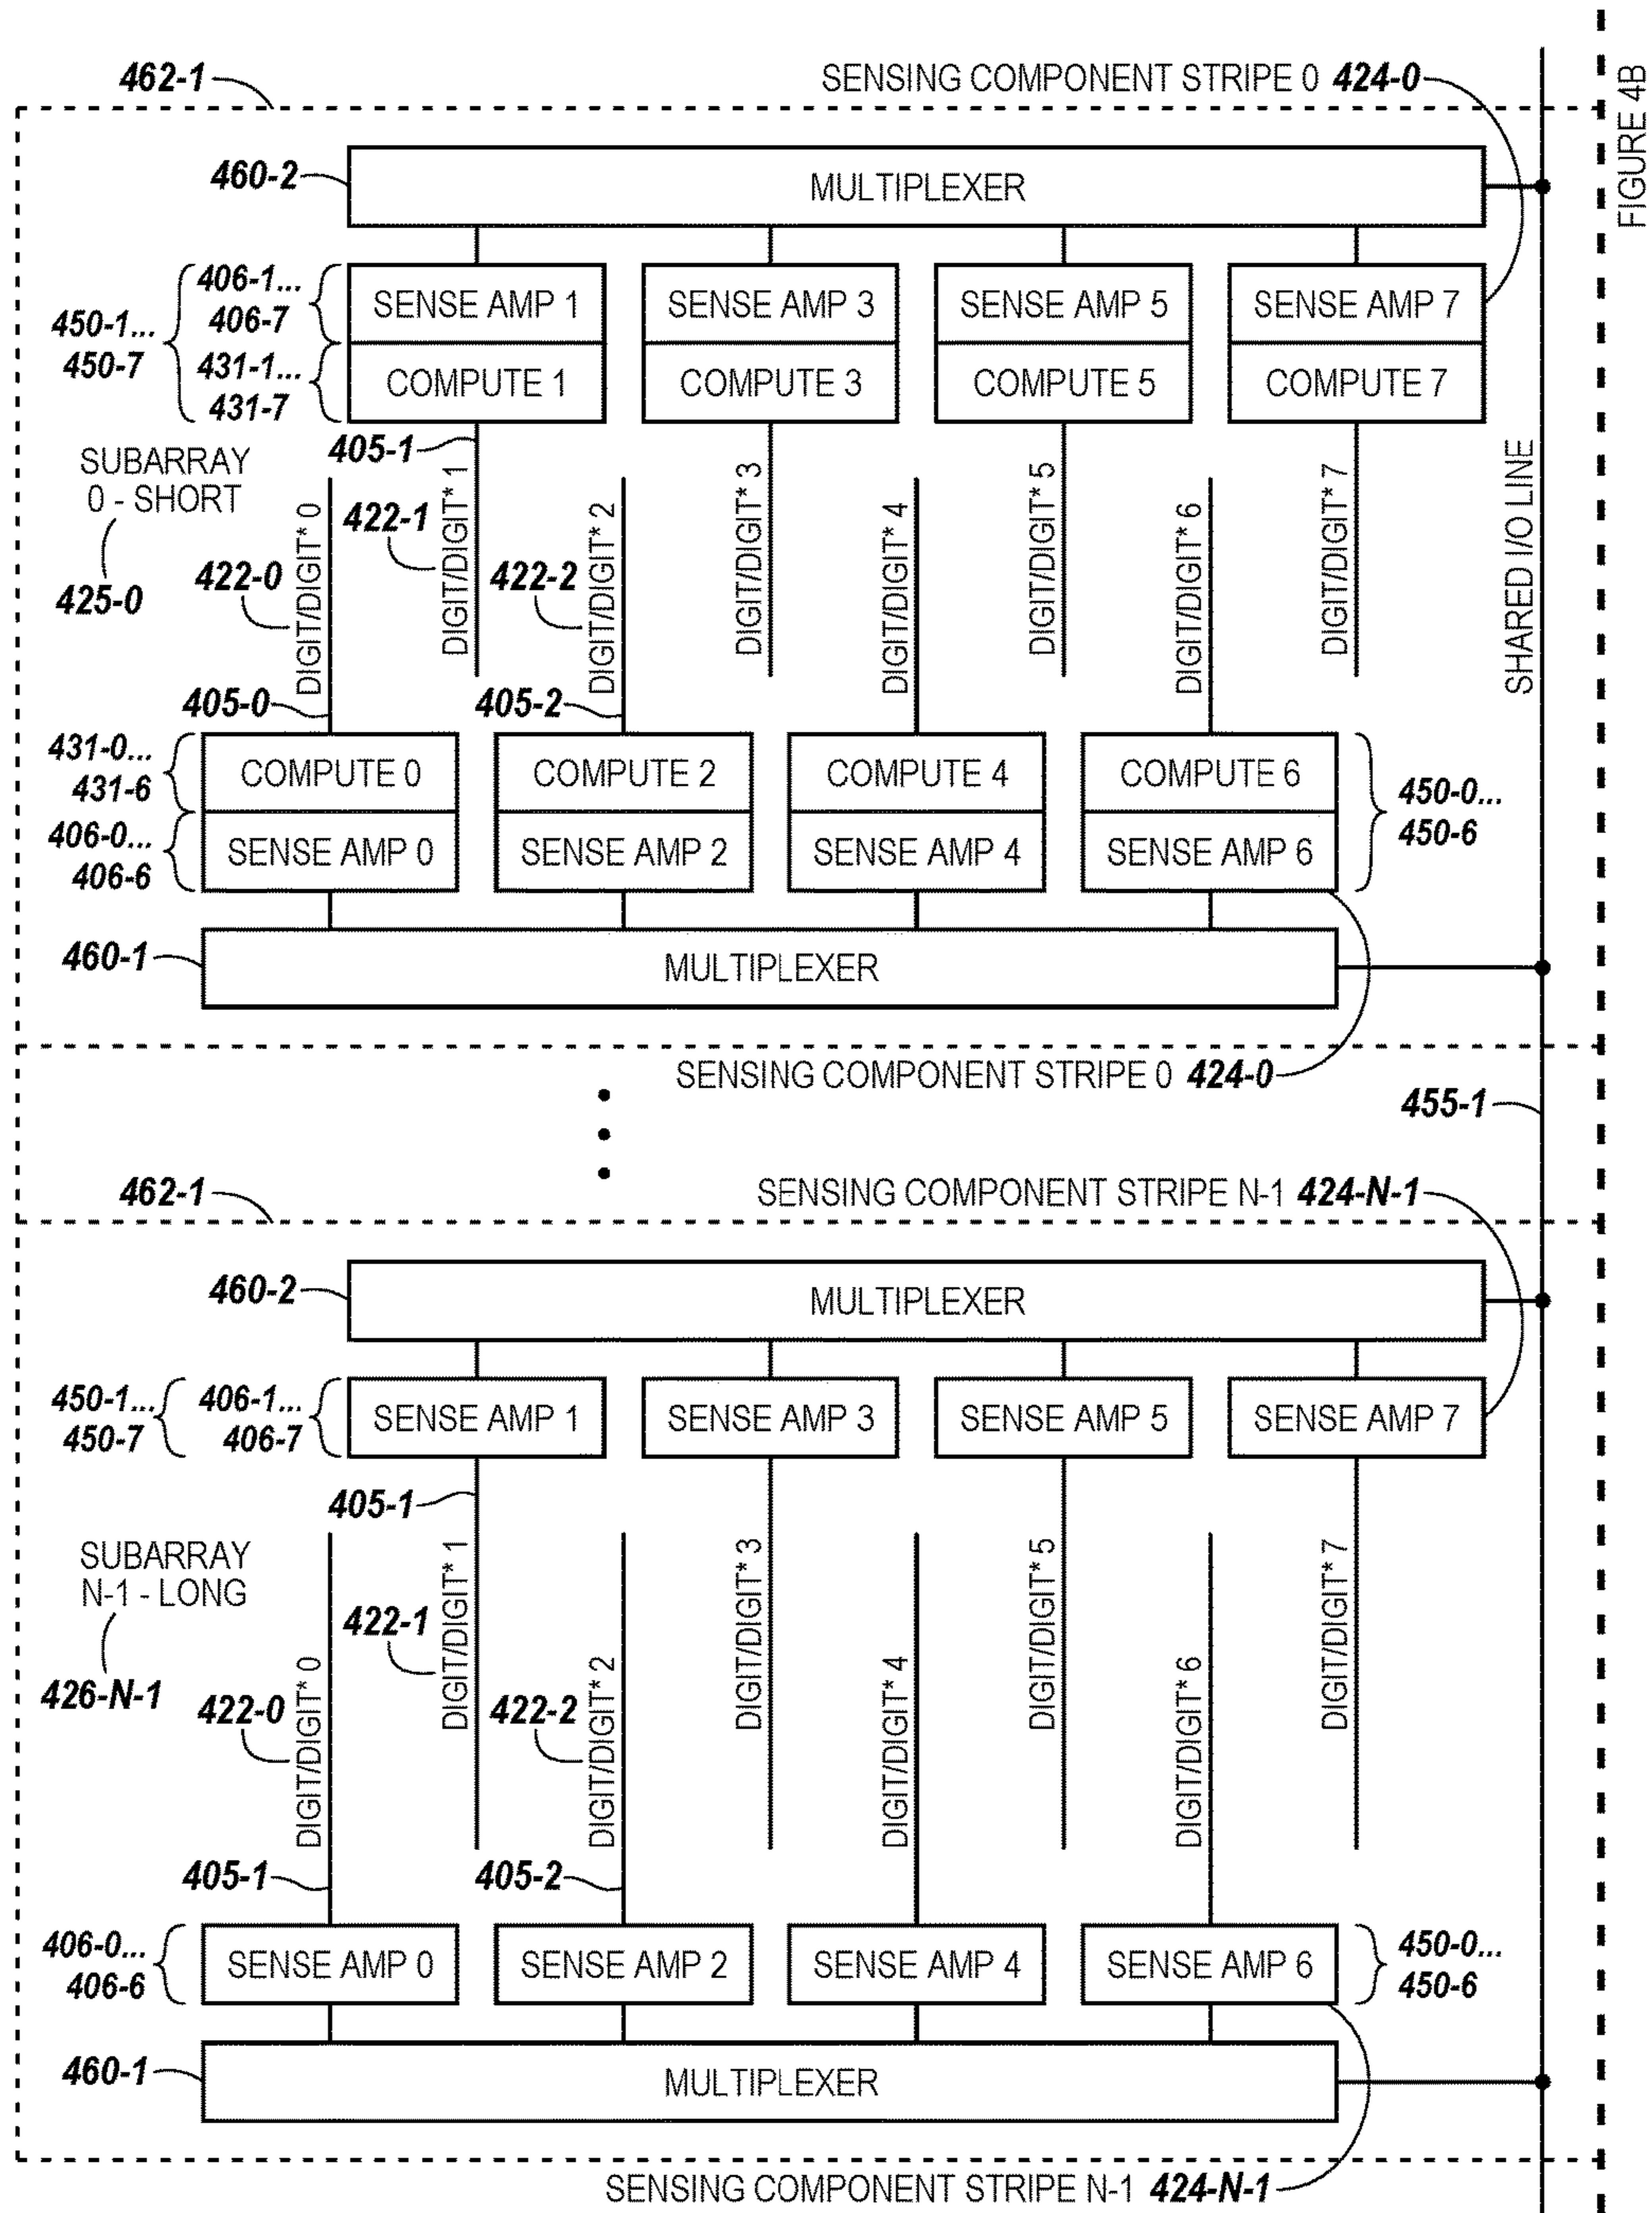 462-1
SENSING COMPONENT STRIPE 0 424-0
FIGURE 4B
460-2
MULTIPLEXER
450-1...
450-7
406-1...
406-7
431-1...
431-7
SENSE AMP 1
SENSE AMP 3
SENSE AMP 5
SENSE AMP 7
COMPUTE 1
COMPUTE 3
COMPUTE 5
COMPUTE 7
405-1
SUBARRAY
0 - SHORT
425-0
422-0
DIGIT/DIGIT* 0
422-1
DIGIT/DIGIT* 1
422-2
DIGIT/DIGIT* 2
DIGIT/DIGIT* 3
DIGIT/DIGIT* 4
DIGIT/DIGIT* 5
DIGIT/DIGIT* 6
DIGIT/DIGIT* 7
SHARED I/O LINE
405-0
405-2
431-0...
431-6
406-0...
406-6
COMPUTE 0
COMPUTE 2
COMPUTE 4
COMPUTE 6
SENSE AMP 0
SENSE AMP 2
SENSE AMP 4
SENSE AMP 6
450-0...
450-6
460-1
MULTIPLEXER
SENSING COMPONENT STRIPE 0 424-0
455-1
462-1
SENSING COMPONENT STRIPE N-1 424-N-1
460-2
MULTIPLEXER
450-1...
450-7
406-1...
406-7
SENSE AMP 1
SENSE AMP 3
SENSE AMP 5
SENSE AMP 7
405-1
SUBARRAY
N-1 - LONG
426-N-1
422-0
DIGIT/DIGIT* 0
422-1
DIGIT/DIGIT* 1
422-2
DIGIT/DIGIT* 2
DIGIT/DIGIT* 3
DIGIT/DIGIT* 4
DIGIT/DIGIT* 5
DIGIT/DIGIT* 6
DIGIT/DIGIT* 7
405-1
405-2
406-0...
406-6
SENSE AMP 0
SENSE AMP 2
SENSE AMP 4
SENSE AMP 6
450-0...
450-6
460-1
MULTIPLEXER
SENSING COMPONENT STRIPE N-1 424-N-1